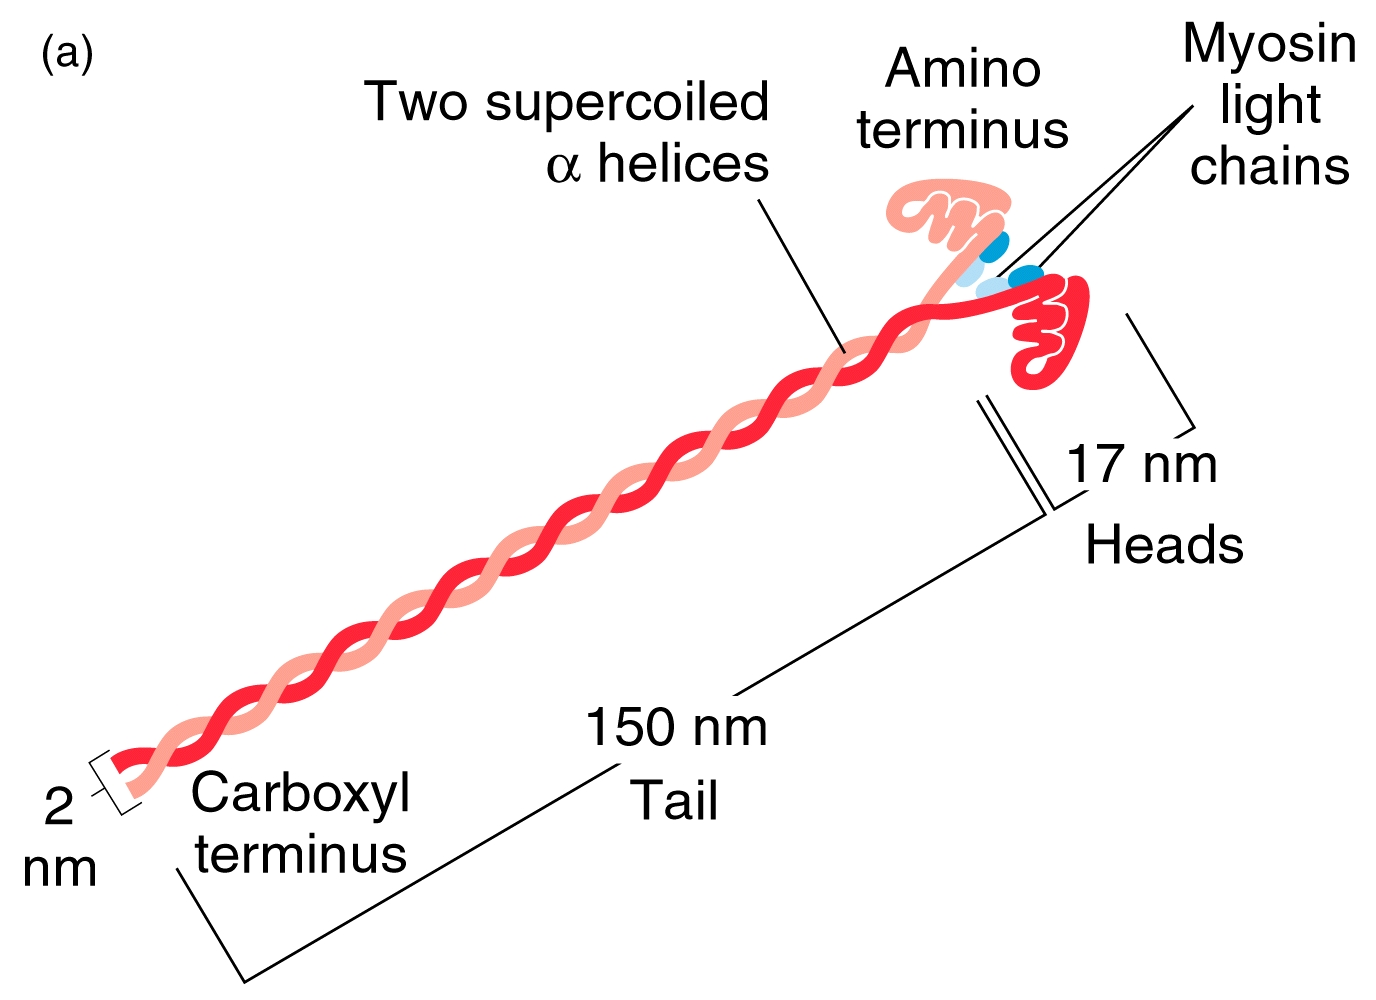 (a)
Two supercoiled
α helices
Amino
terminus
Myosin
light
chains
17 nm
Heads
150 nm
Tail
2
nm
Carboxyl
terminus